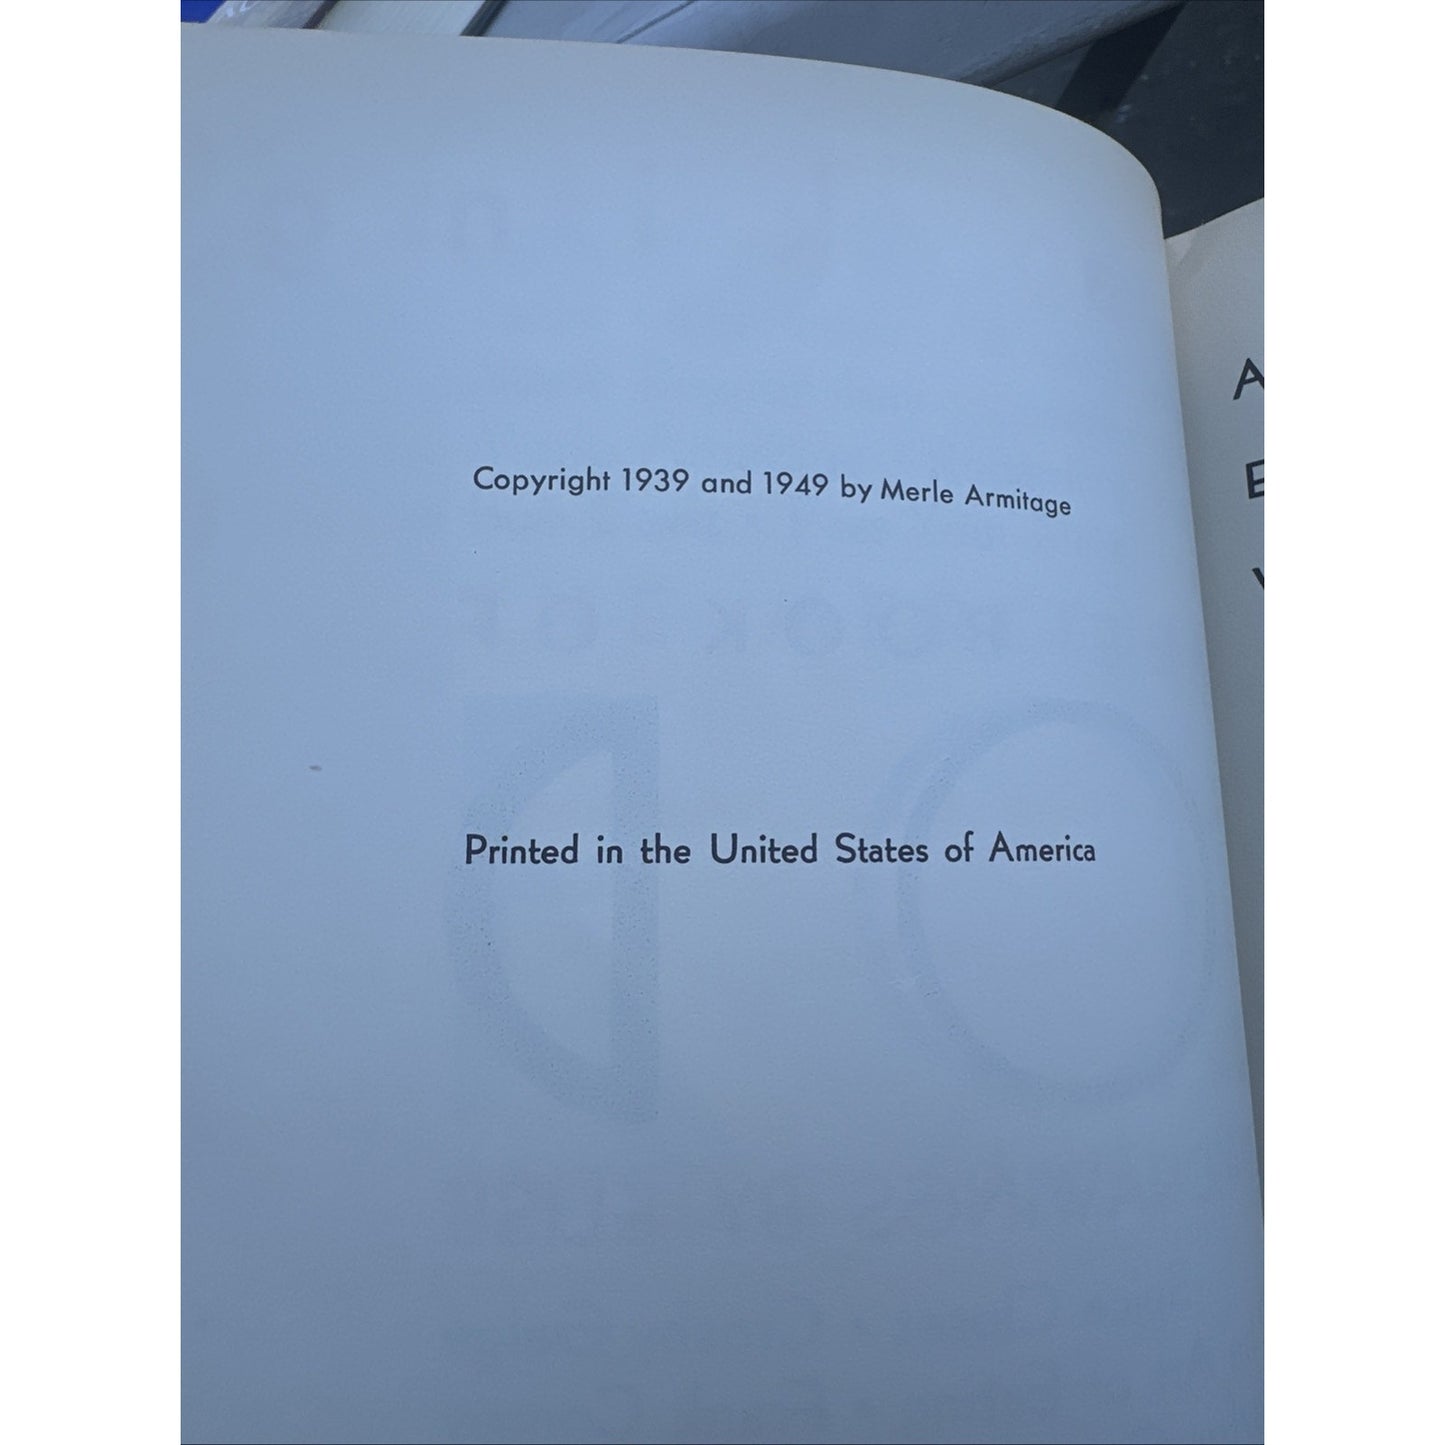 Copyright 1939 and 1949 by Merle Armitage
Printed in the United States of America
A
E